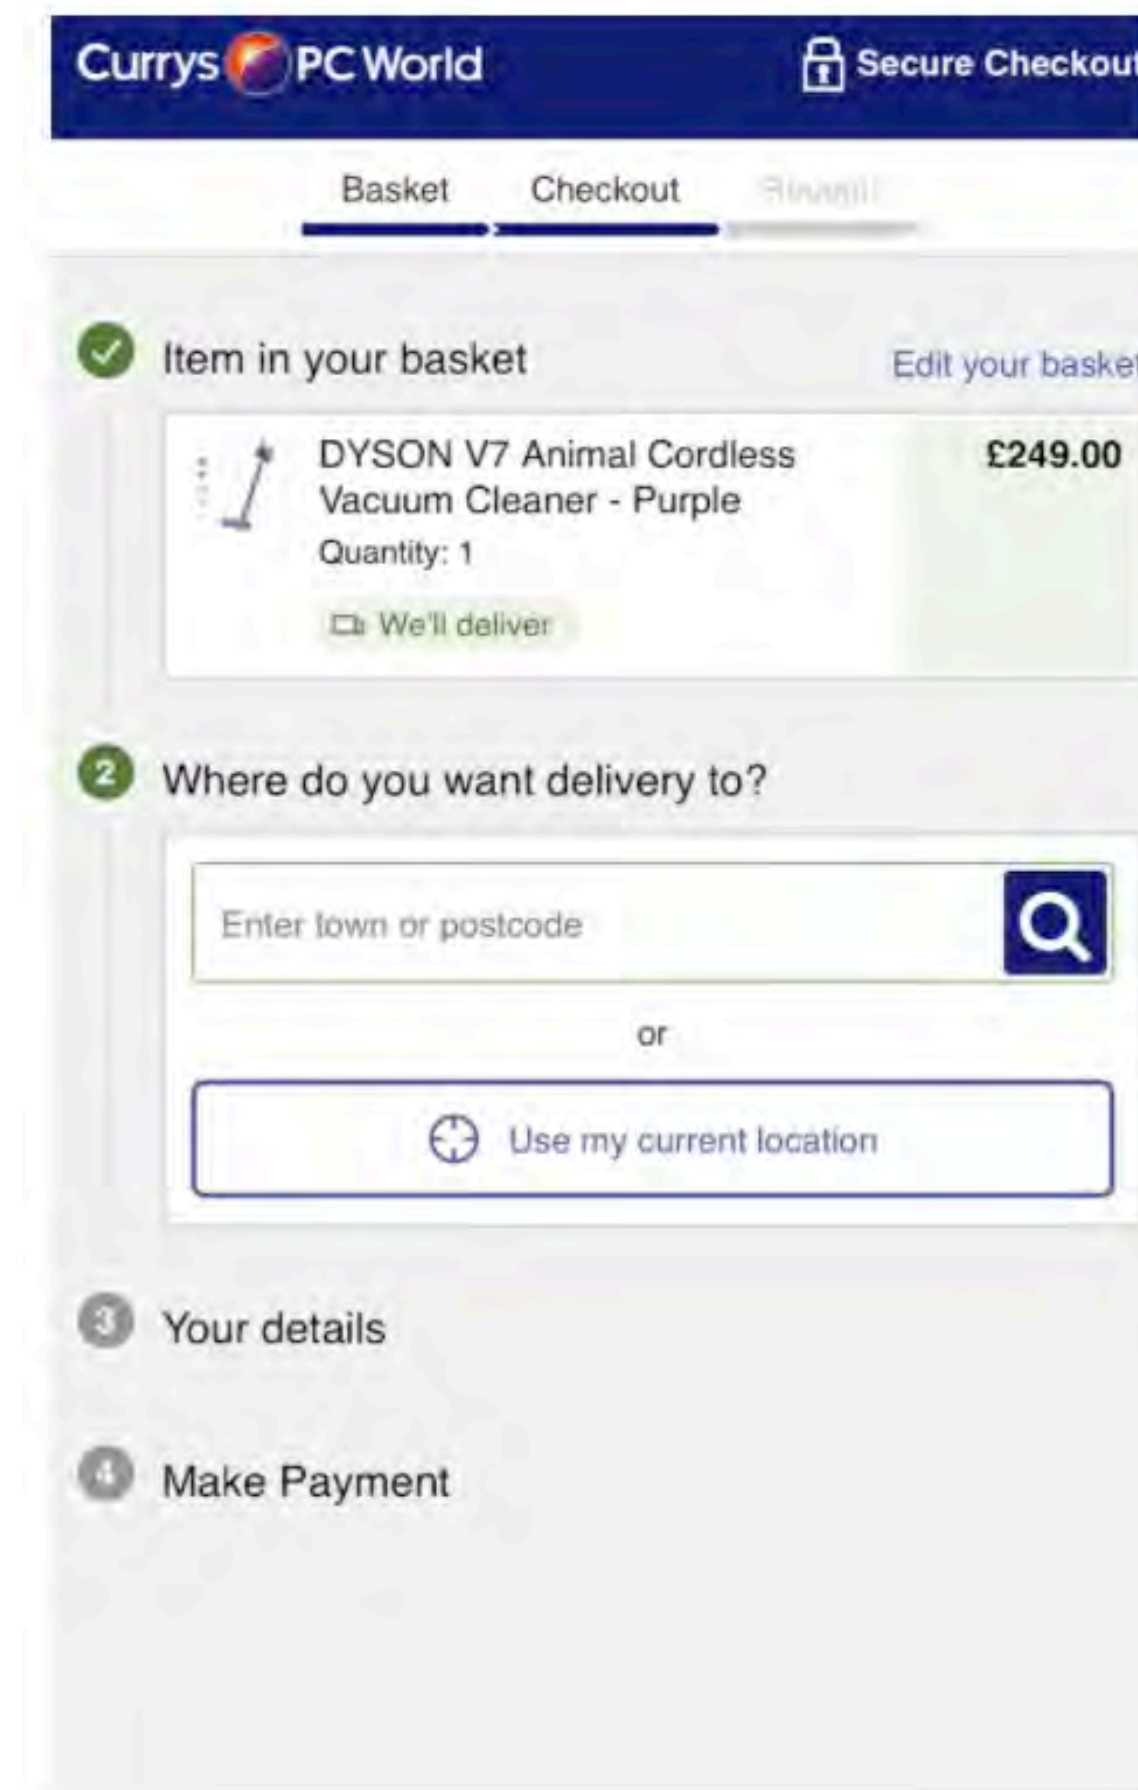 Currys PC World
Secure Checkout
Basket Checkout
Item in your basket
Edit your basket
DYSON V7 Animal Cordless
Vacuum Cleaner - Purple
£249.00
Quantity: 1
We'll deliver
2 Where do you want delivery to?
Enter town or postcode
or
Use my current location
3 Your details
4 Make Payment